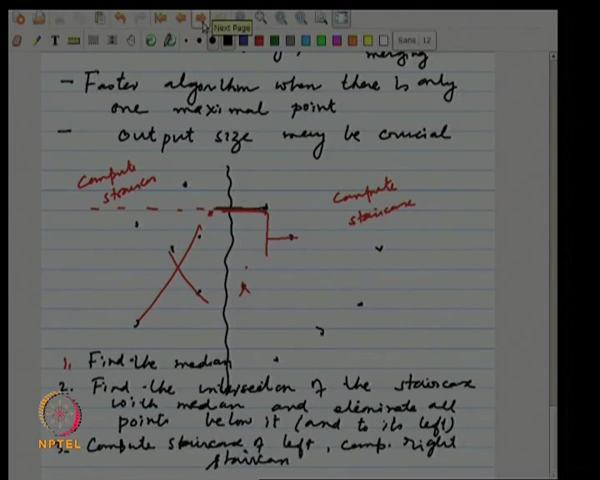 Next Page
Sans, 12
merging
- Faster algorithm when there is only
one maximal point
- output size may be crucial
compute
compute
staircase
1. Find the median
2. Find the intersection of the staircase
with median and eliminate all
points below it (and to its left)
3. Compute staircase of left, comp. right
NPTEL